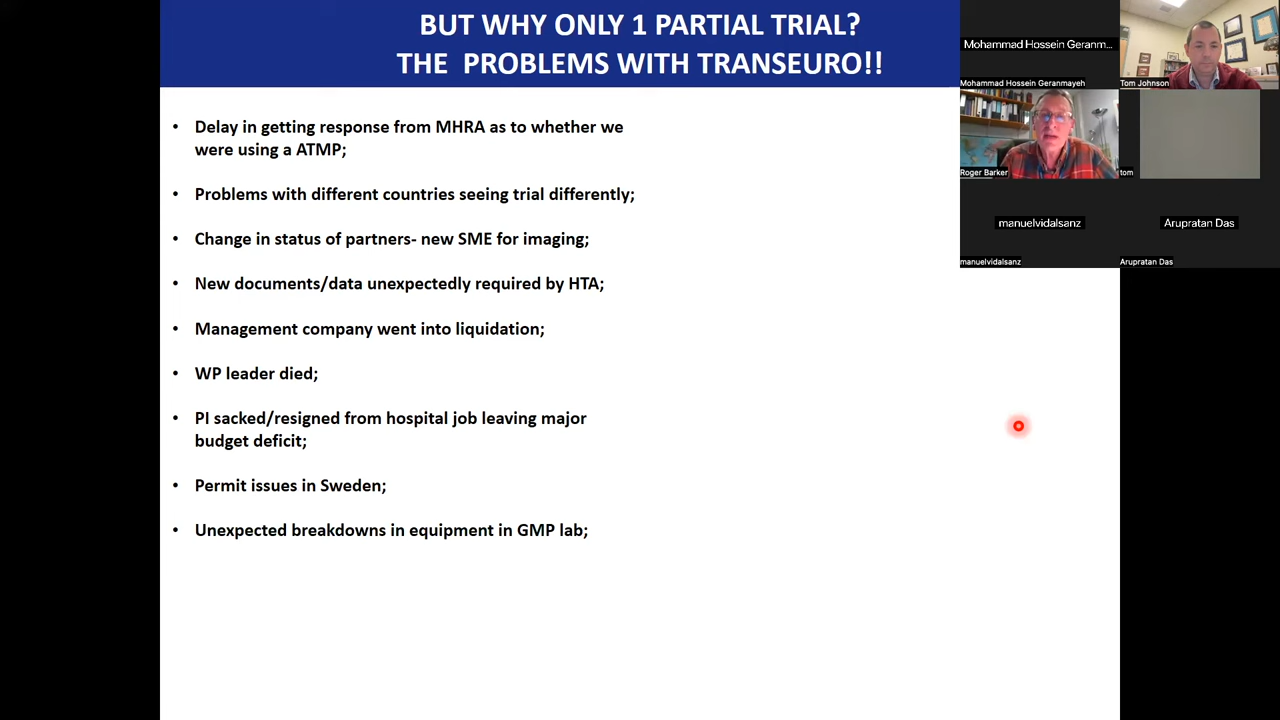 BUT WHY ONLY 1 PARTIAL TRIAL?
THE PROBLEMS WITH TRANSEURO!!
• Delay in getting response from MHRA as to whether we
were using a ATMP;
• Problems with different countries seeing trial differently;
• Change in status of partners- new SME for imaging;
• New documents/data unexpectedly required by HTA;
• Management company went into liquidation;
• WP leader died;
• PI sacked/resigned from hospital job leaving major
budget deficit;
• Permit issues in Sweden;
• Unexpected breakdowns in equipment in GMP lab;
Mohammad Hossein Geranm...
Mohammad Hossein Geranmayeh
Tom Johnson
Roger Barker
tom
manuelvidalsanz
manuelvidalsanz
Arupratan Das
Arupratan Das